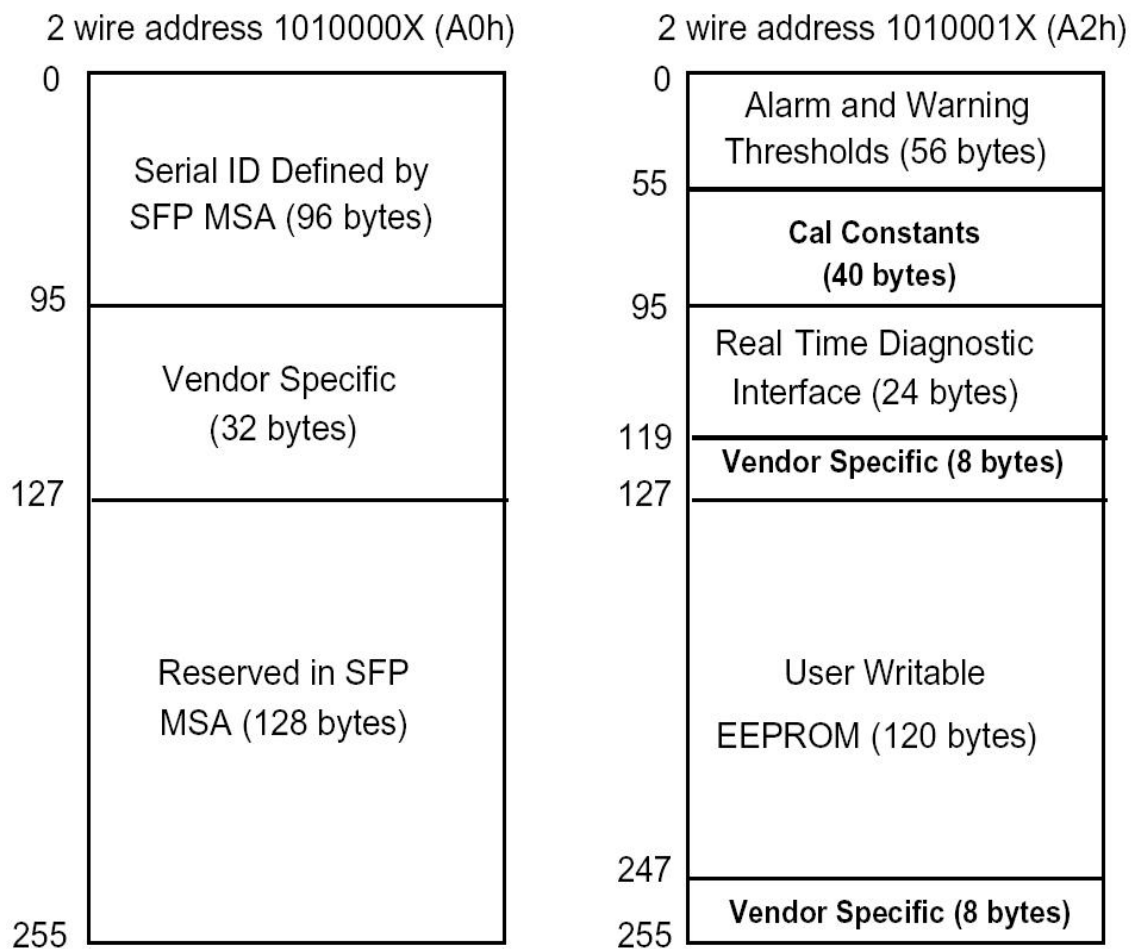 2 wire address 1010000X (A0h)
0
Serial ID Defined by
SFP MSA (96 bytes)
95
Vendor Specific
(32 bytes)
127
Reserved in SFP
MSA (128 bytes)
255
2 wire address 1010001X (A2h)
0
Alarm and Warning
Thresholds (56 bytes)
55
Cal Constants
(40 bytes)
95
Real Time Diagnostic
Interface (24 bytes)
119
Vendor Specific (8 bytes)
127
User Writable
EEPROM (120 bytes)
247
Vendor Specific (8 bytes)
255